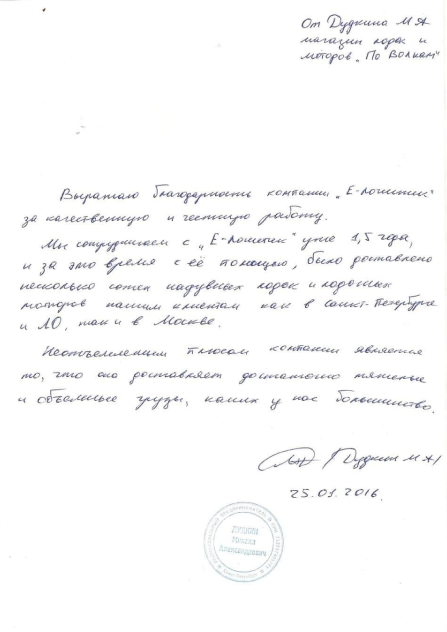 От Дудкина М А
магазин лодок и
моторов „По Волнам"
Выражаю благодарность компании „Е-Логистик"
за качественную и честную работу.
Мы сотрудничаем с „Е-Логистик" уже 1,5 года,
и за это время с её помощью, было доставлено
несколько сотен надувных лодок и лодочных
моторов нашим клиентам как в Санкт-Петербурге
и ЛО, так и в Москве.
Неотъемлемым плюсом компании является
то, что она доставляет достаточно тяжелые
и объемные грузы, каких у нас большинство.
/Дудкин М А/
25.01.2016.
ДУДКИН
Михаил
Александрович